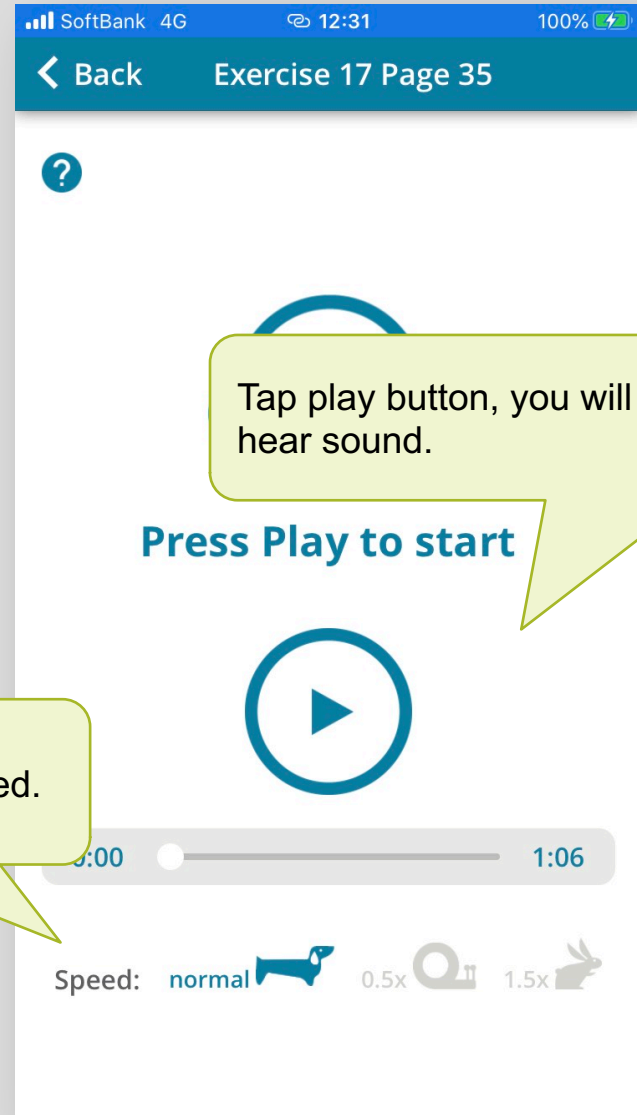 SoftBank 4G 12:31 100%
Back Exercise 17 Page 35
?
Tap play button, you will
hear sound.
Press Play to start
ed.
:00 1:06
Speed: normal 0.5x 1.5x